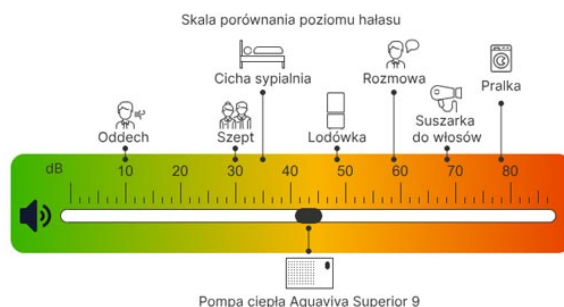 Skala porównania poziomu hałasu
Cicha sypialnia
Rozmowa
Pralka
Oddech
Szept
Lodówka
Suszarka
do włosów
dB 10 20 30 40 50 60 70 80
Pompa ciepła Aquaviva Superior 9